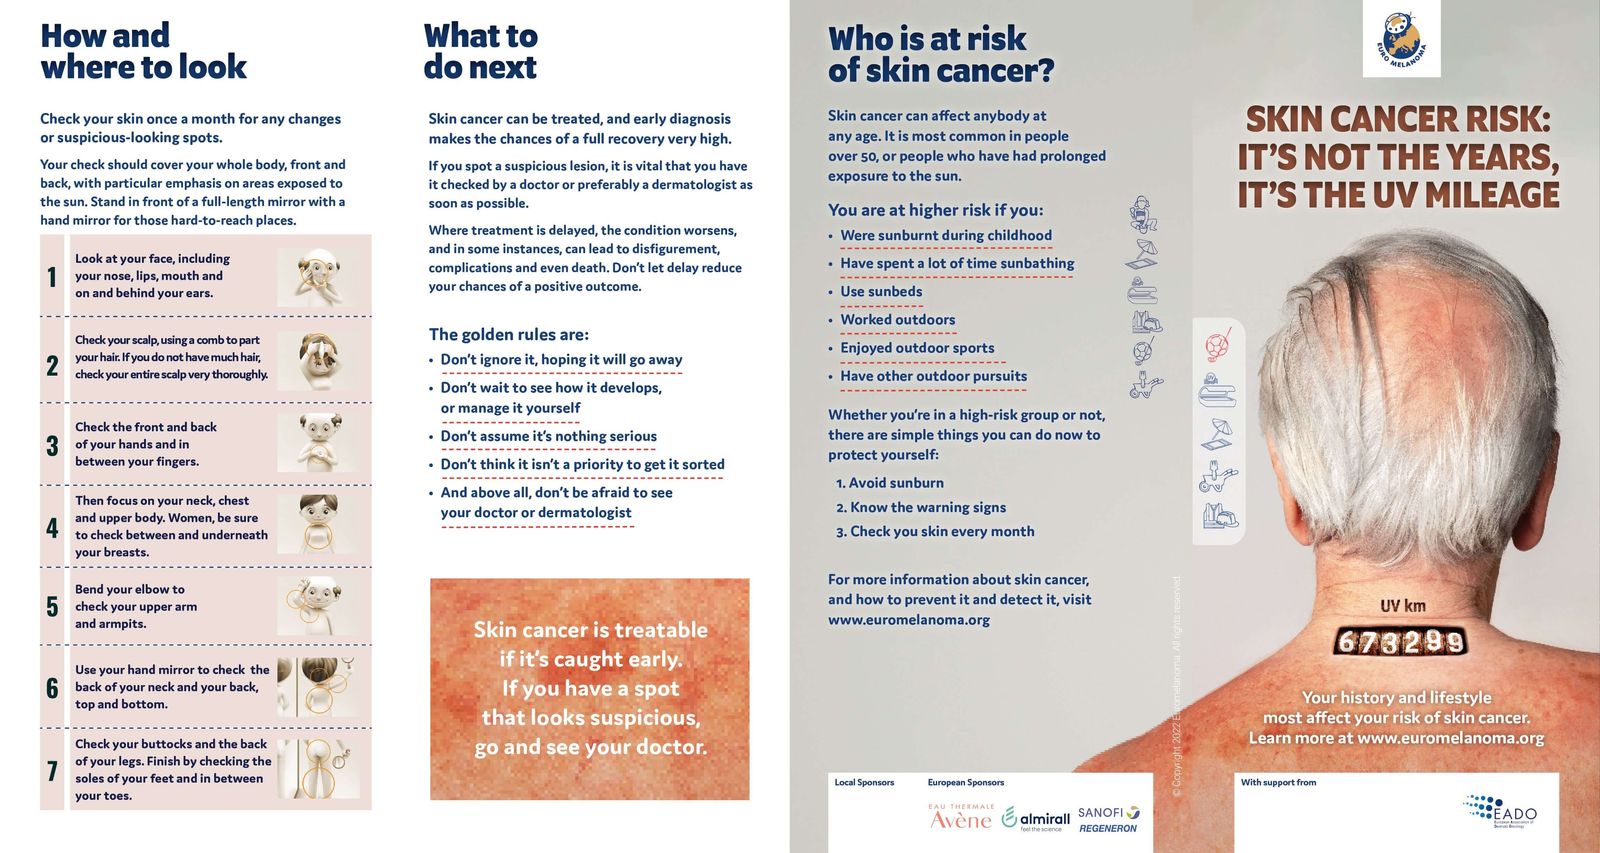 How and
where to look
Check your skin once a month for any changes
or suspicious-looking spots.
Your check should cover your whole body, front and
back, with particular emphasis on areas exposed to
the sun. Stand in front of a full-length mirror with a
hand mirror for those hard-to-reach places.
1
Look at your face, including
your nose, lips, mouth and
on and behind your ears.
2
Check your scalp, using a comb to part
your hair. If you do not have much hair,
check your entire scalp very thoroughly.
3
Check the front and back
of your hands and in
between your fingers.
4
Then focus on your neck, chest
and upper body. Women, be sure
to check between and underneath
your breasts.
5
Bend your elbow to
check your upper arm
and armpits.
6
Use your hand mirror to check the
back of your neck and your back,
top and bottom.
7
Check your buttocks and the back
of your legs. Finish by checking the
soles of your feet and in between
your toes.
What to
do next
Skin cancer can be treated, and early diagnosis
makes the chances of a full recovery very high.
If you spot a suspicious lesion, it is vital that you have
it checked by a doctor or preferably a dermatologist as
soon as possible.
Where treatment is delayed, the condition worsens,
and in some instances, can lead to disfigurement,
complications and even death. Don't let delay reduce
your chances of a positive outcome.
The golden rules are:
• Don't ignore it, hoping it will go away
• Don't wait to see how it develops,
or manage it yourself
• Don't assume it's nothing serious
• Don't think it isn't a priority to get it sorted
• And above all, don't be afraid to see
your doctor or dermatologist
Skin cancer is treatable
if it's caught early.
If you have a spot
that looks suspicious,
go and see your doctor.
Who is at risk
of skin cancer?
Skin cancer can affect anybody at
any age. It is most common in people
over 50, or people who have had prolonged
exposure to the sun.
You are at higher risk if you:
• Were sunburnt during childhood
• Have spent a lot of time sunbathing
• Use sunbeds
• Worked outdoors
• Enjoyed outdoor sports
• Have other outdoor pursuits
Whether you're in a high-risk group or not,
there are simple things you can do now to
protect yourself:
1. Avoid sunburn
2. Know the warning signs
3. Check you skin every month
For more information about skin cancer,
and how to prevent it and detect it, visit
www.euromelanoma.org
Local Sponsors
European Sponsors
EAU THERMALE
Avène
almirall
feel the science
SANOFI
REGENERON
© Copyright 2022 Euromelanoma. All rights reserved.
EURO MELANOMA
SKIN CANCER RISK:
IT'S NOT THE YEARS,
IT'S THE UV MILEAGE
UV km
673299
Your history and lifestyle
most affect your risk of skin cancer.
Learn more at www.euromelanoma.org
With support from
EADO
European Association of
Dermato Oncology